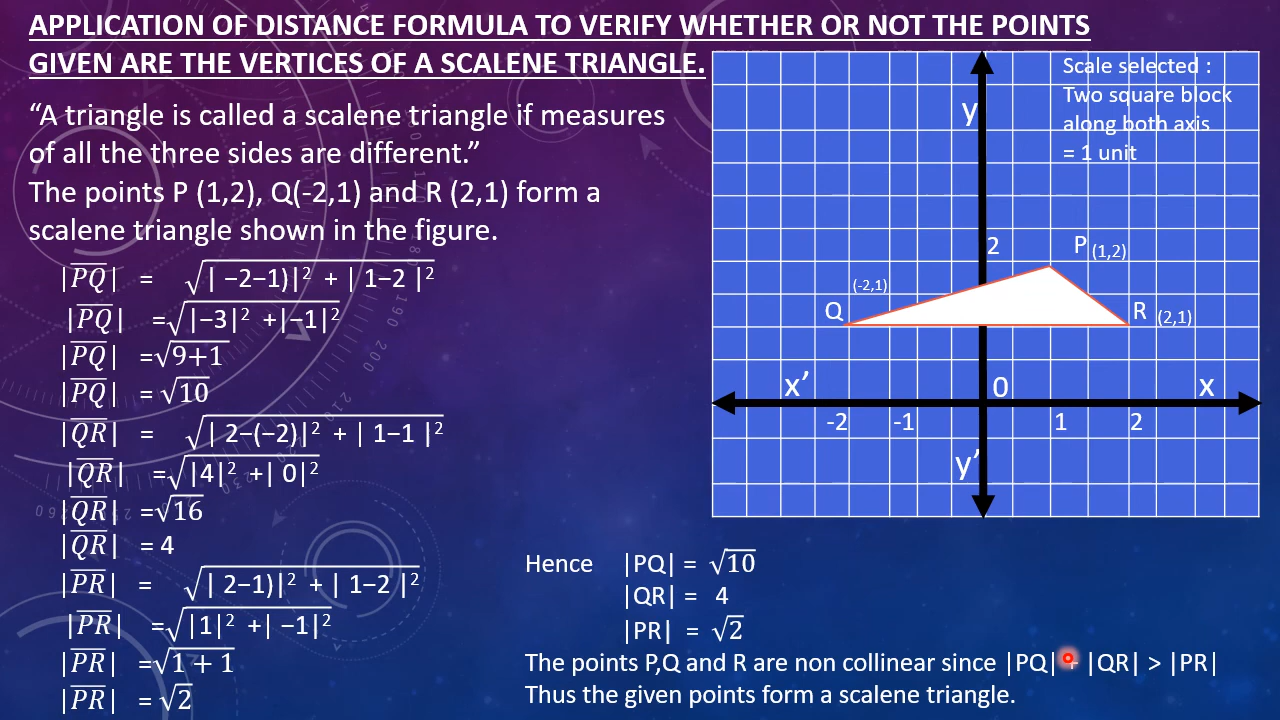 APPLICATION OF DISTANCE FORMULA TO VERIFY WHETHER OR NOT THE POINTS
GIVEN ARE THE VERTICES OF A SCALENE TRIANGLE.
“A triangle is called a scalene triangle if measures
of all the three sides are different.”
The points P (1,2), Q(-2,1) and R (2,1) form a
scalene triangle shown in the figure.
|PQ| = √| −2−1)|² + | 1−2 |²
|PQ| =√|−3|² +|−1|²
|PQ| =√9+1
|PQ| = √10
|QR| = √| 2−(−2)|² + | 1−1 |²
|QR| =√|4|² +| 0|²
|QR| =√16
|QR| = 4
|PR| = √| 2−1)|² + | 1−2 |²
|PR| =√|1|² +| −1|²
|PR| =√1 + 1
|PR| = √2
Scale selected :
Two square block
along both axis
= 1 unit
y
2
P (1,2)
(-2,1)
Q
R (2,1)
x’
0
x
-2 -1 1 2
y’
Hence |PQ| = √10
|QR| = 4
|PR| = √2
The points P,Q and R are non collinear since |PQ| + |QR| > |PR|
Thus the given points form a scalene triangle.